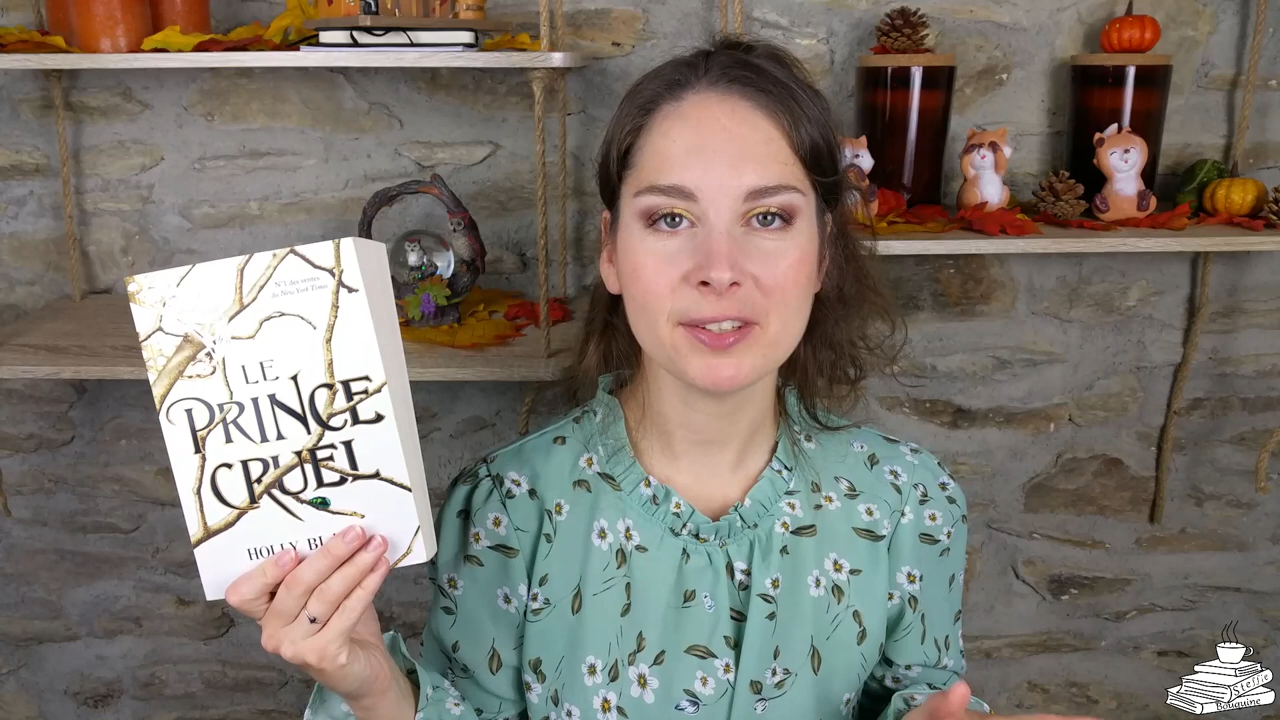 N°1 des ventes
du New York Times
LE
PRINCE
CRUEL
HOLLY
Steffie
Bouquine